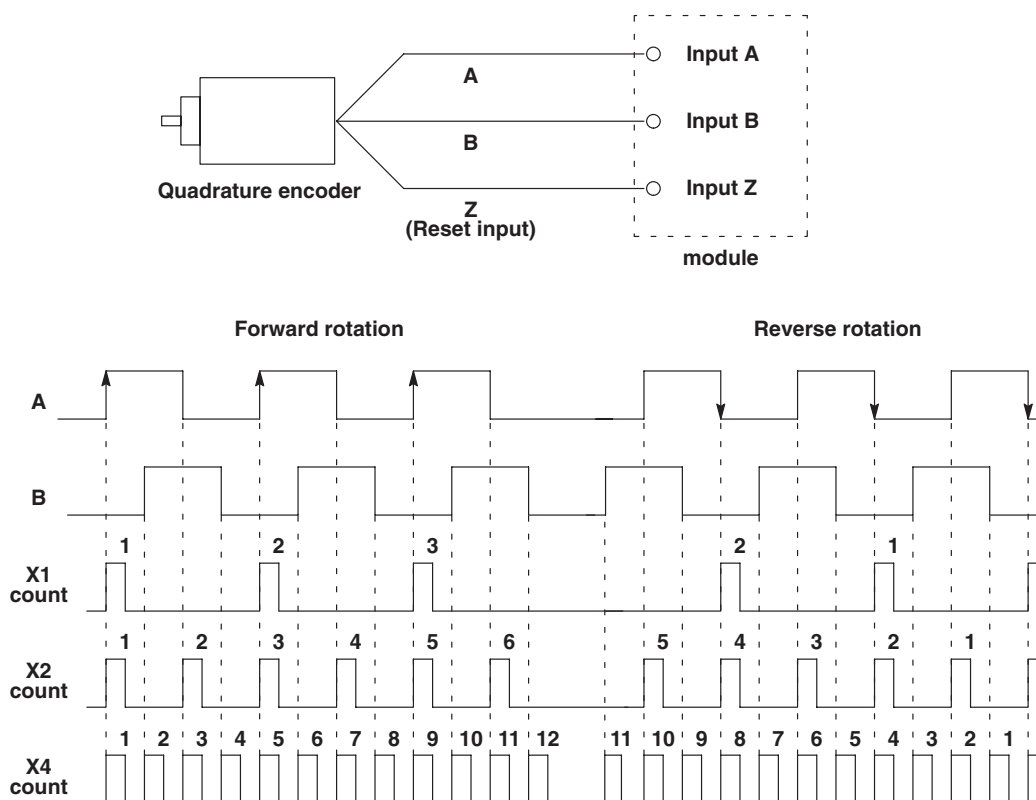 Input A
A
Input B
B
Quadrature encoder
Input Z
Z
(Reset input)
module
Forward rotation
Reverse rotation
A
B
1 2 3 2 1
X1
count
1 2 3 4 5 6 5 4 3 2 1
X2
count
1 2 3 4 5 6 7 8 9 10 11 12 11 10 9 8 7 6 5 4 3 2 1
X4
count